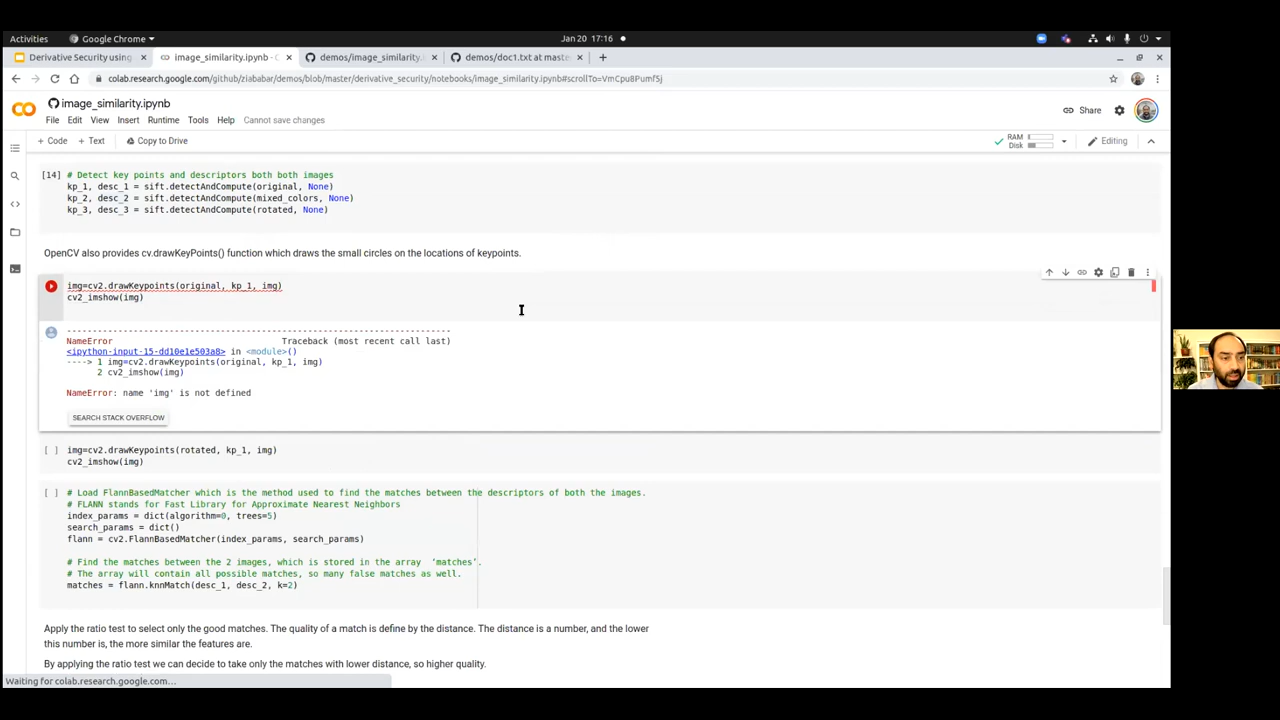 Activities
Google Chrome
Jan 20 17:16
Derivative Security using
image_similarity.ipynb - C
demos/image_similarity.
demos/doc1.txt at maste
colab.research.google.com/github/ziababar/demos/blob/master/derivative_security/notebooks/image_similarity.ipynb#scrollTo=VmCpu8PumfSj
image_similarity.ipynb
Share
File Edit View Insert Runtime Tools Help Cannot save changes
+ Code + Text Copy to Drive
RAM
Disk
Editing
[14] # Detect key points and descriptors both both images
kp_1, desc_1 = sift.detectAndCompute(original, None)
kp_2, desc_2 = sift.detectAndCompute(mixed_colors, None)
kp_3, desc_3 = sift.detectAndCompute(rotated, None)
OpenCV also provides cv.drawKeyPoints() function which draws the small circles on the locations of keypoints.
img=cv2.drawKeypoints(original, kp_1, img)
cv2_imshow(img)
---------------------------------------------------------------------------
NameError Traceback (most recent call last)
<ipython-input-15-dd10e1e503a8> in <module>()
----> 1 img=cv2.drawKeypoints(original, kp_1, img)
2 cv2_imshow(img)
NameError: name 'img' is not defined
SEARCH STACK OVERFLOW
[ ] img=cv2.drawKeypoints(rotated, kp_1, img)
cv2_imshow(img)
[ ] # Load FlannBasedMatcher which is the method used to find the matches between the descriptors of both the images.
# FLANN stands for Fast Library for Approximate Nearest Neighbors
index_params = dict(algorithm=0, trees=5)
search_params = dict()
flann = cv2.FlannBasedMatcher(index_params, search_params)
# Find the matches between the 2 images, which is stored in the array 'matches'.
# The array will contain all possible matches, so many false matches as well.
matches = flann.knnMatch(desc_1, desc_2, k=2)
Apply the ratio test to select only the good matches. The quality of a match is define by the distance. The distance is a number, and the lower
this number is, the more similar the features are.
By applying the ratio test we can decide to take only the matches with lower distance, so higher quality.
Waiting for colab.research.google.com...